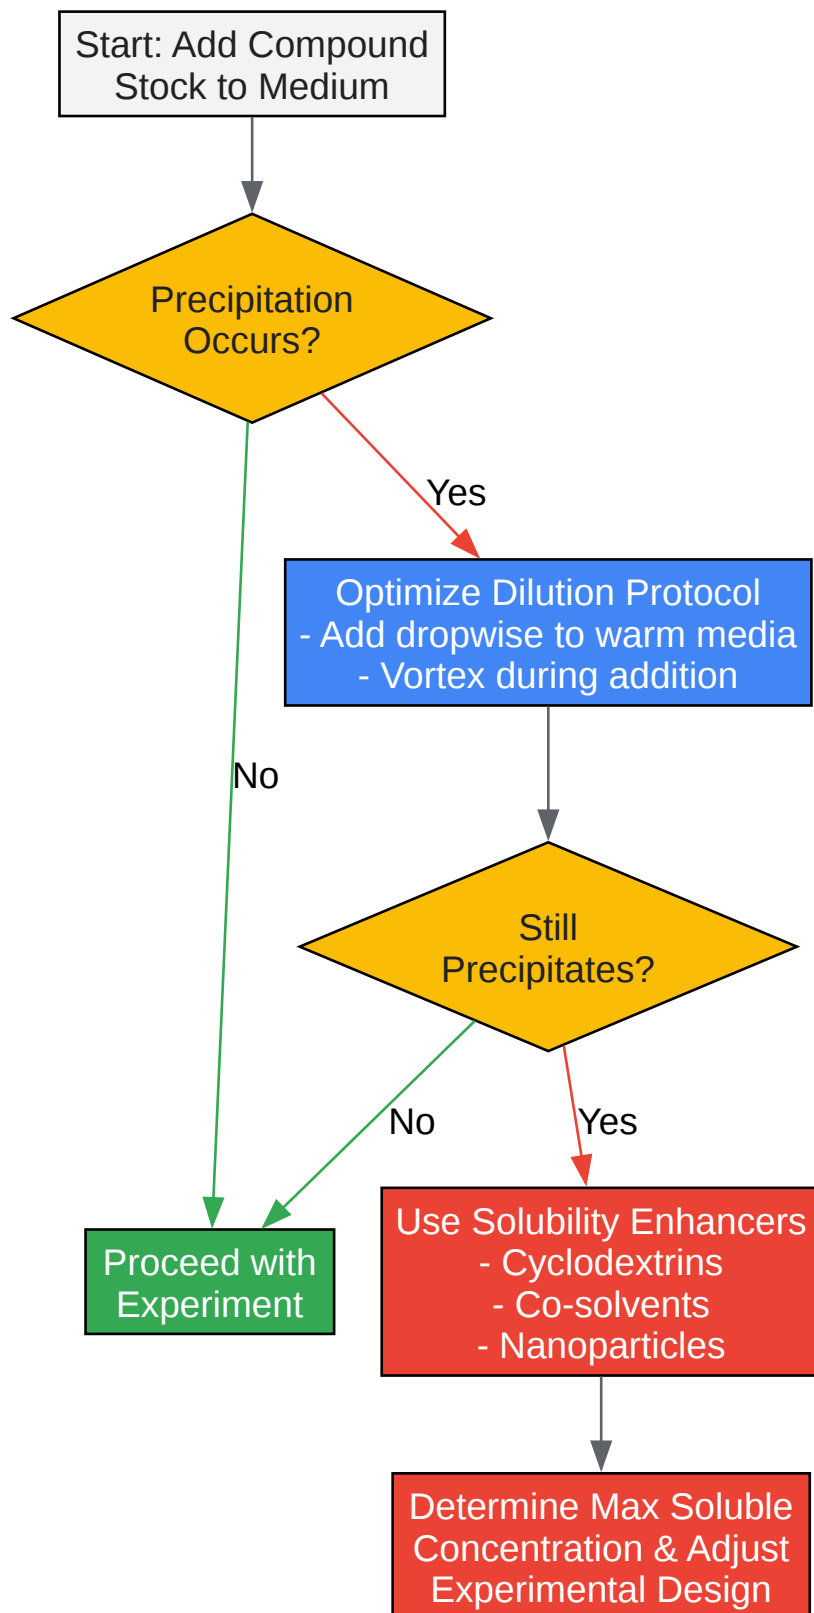 Start: Add Compound
Stock to Medium
Precipitation
Occurs?
Yes
Optimize Dilution Protocol
- Add dropwise to warm media
- Vortex during addition
No
Still
Precipitates?
No
Yes
Use Solubility Enhancers
- Cyclodextrins
- Co-solvents
- Nanoparticles
Proceed with
Experiment
Determine Max Soluble
Concentration & Adjust
Experimental Design